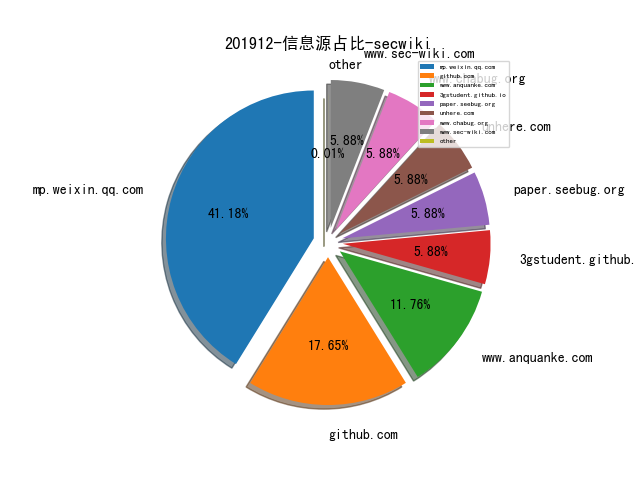 201912-信息源占比-secwiki
www.sec-wiki.com
other
mp.weixin.qq.com
github.com
www.anquanke.com
3gstudent.github.io
paper.seebug.org
unhere.com
www.chabug.org
www.sec-wiki.com
other
www.chabug.org
unhere.com
5.88%
5.88%
0.01%
5.88%
mp.weixin.qq.com
paper.seebug.org
41.18%
5.88%
5.88%
3gstudent.github.
11.76%
17.65%
www.anquanke.com
github.com